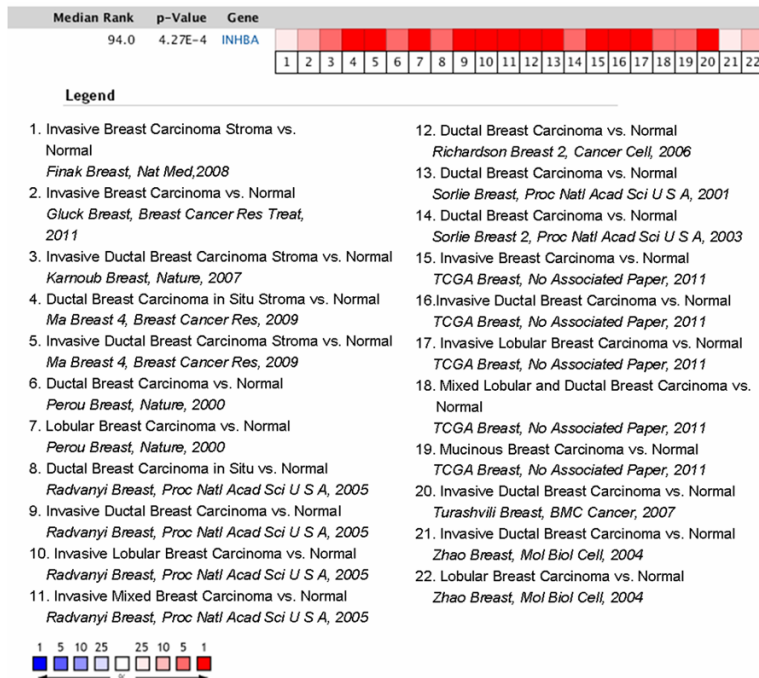 Median Rank p-Value Gene
94.0 4.27E-4 INHBA
1 2 3 4 5 6 7 8 9 10 11 12 13 14 15 16 17 18 19 20 21 22
Legend
1. Invasive Breast Carcinoma Stroma vs.
Normal
Finak Breast, Nat Med,2008
2. Invasive Breast Carcinoma vs. Normal
Gluck Breast, Breast Cancer Res Treat,
2011
3. Invasive Ductal Breast Carcinoma Stroma vs. Normal
Karnoub Breast, Nature, 2007
4. Ductal Breast Carcinoma in Situ Stroma vs. Normal
Ma Breast 4, Breast Cancer Res, 2009
5. Invasive Ductal Breast Carcinoma Stroma vs. Normal
Ma Breast 4, Breast Cancer Res, 2009
6. Ductal Breast Carcinoma vs. Normal
Perou Breast, Nature, 2000
7. Lobular Breast Carcinoma vs. Normal
Perou Breast, Nature, 2000
8. Ductal Breast Carcinoma in Situ vs. Normal
Radvanyi Breast, Proc Natl Acad Sci U S A, 2005
9. Invasive Ductal Breast Carcinoma vs. Normal
Radvanyi Breast, Proc Natl Acad Sci U S A, 2005
10. Invasive Lobular Breast Carcinoma vs. Normal
Radvanyi Breast, Proc Natl Acad Sci U S A, 2005
11. Invasive Mixed Breast Carcinoma vs. Normal
Radvanyi Breast, Proc Natl Acad Sci U S A, 2005
12. Ductal Breast Carcinoma vs. Normal
Richardson Breast 2, Cancer Cell, 2006
13. Ductal Breast Carcinoma vs. Normal
Sorlie Breast, Proc Natl Acad Sci U S A, 2001
14. Ductal Breast Carcinoma vs. Normal
Sorlie Breast 2, Proc Natl Acad Sci U S A, 2003
15. Invasive Breast Carcinoma vs. Normal
TCGA Breast, No Associated Paper, 2011
16.Invasive Ductal Breast Carcinoma vs. Normal
TCGA Breast, No Associated Paper, 2011
17. Invasive Lobular Breast Carcinoma vs. Normal
TCGA Breast, No Associated Paper, 2011
18. Mixed Lobular and Ductal Breast Carcinoma vs.
Normal
TCGA Breast, No Associated Paper, 2011
19. Mucinous Breast Carcinoma vs. Normal
TCGA Breast, No Associated Paper, 2011
20. Invasive Ductal Breast Carcinoma vs. Normal
Turashvili Breast, BMC Cancer, 2007
21. Invasive Ductal Breast Carcinoma vs. Normal
Zhao Breast, Mol Biol Cell, 2004
22. Lobular Breast Carcinoma vs. Normal
Zhao Breast, Mol Biol Cell, 2004
1 5 10 25 25 10 5 1